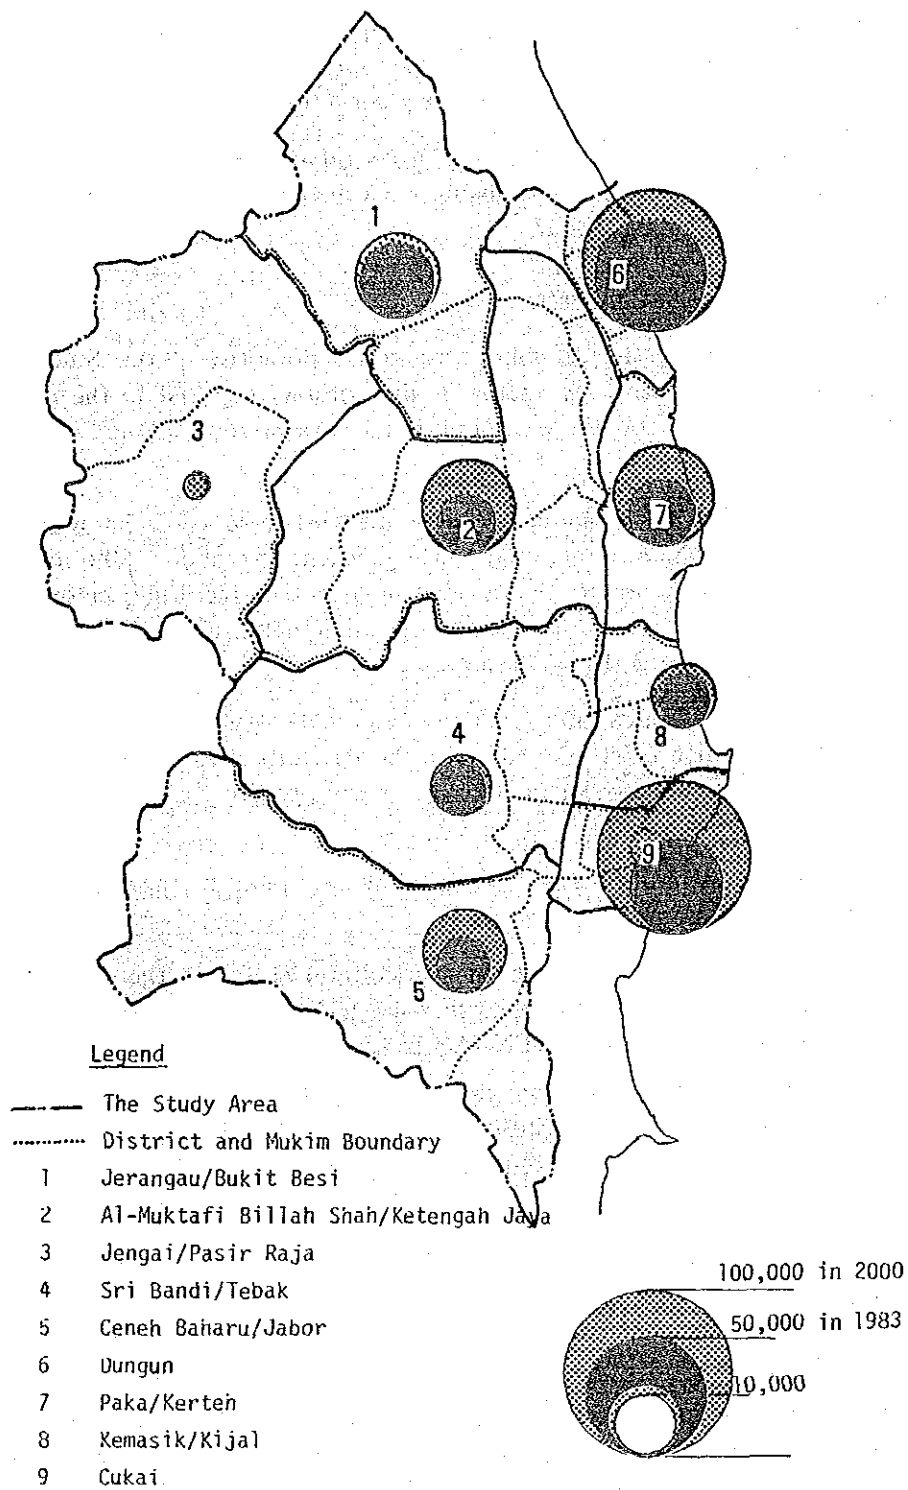 1
6
3
2
7
4
8
9
5
Legend
The Study Area
District and Mukim Boundary
1 Jerangau/Bukit Besi
2 Al-Muktafi Billah Shah/Ketengah Jaya
3 Jengai/Pasir Raja
4 Sri Bandi/Tebak
5 Ceneh Baharu/Jabor
6 Dungun
7 Paka/Kerteh
8 Kemasik/Kijal
9 Cukai
100,000 in 2000
50,000 in 1983
10,000